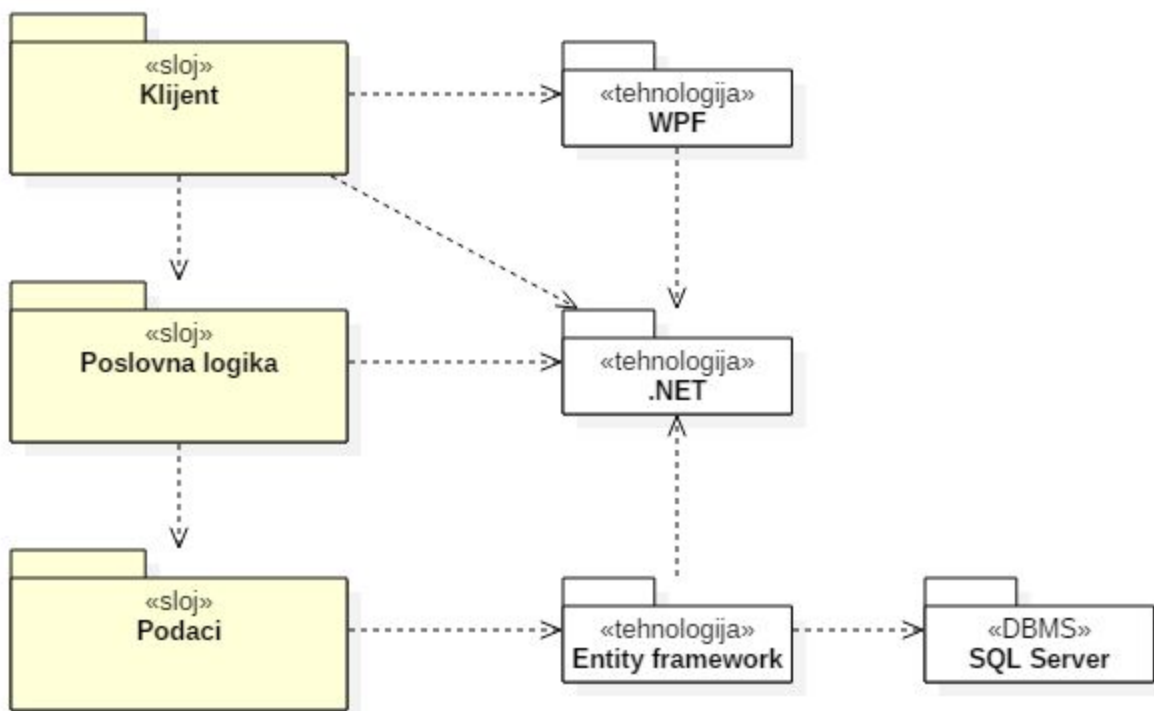 «sloj»
Klijent
«tehnologija»
WPF
«sloj»
Poslovna logika
«tehnologija»
.NET
«sloj»
Podaci
«tehnologija»
Entity framework
«DBMS»
SQL Server